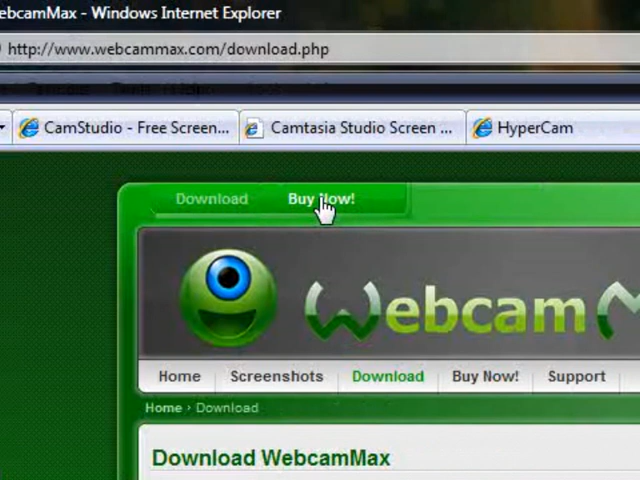 ebcamMax - Windows Internet Explorer
http://www.webcammax.com/download.php
CamStudio - Free Screen... Camtasia Studio Screen ... HyperCam
Download Buy Now!
Webcam M
Home Screenshots Download Buy Now! Support
Home › Download
Download WebcamMax